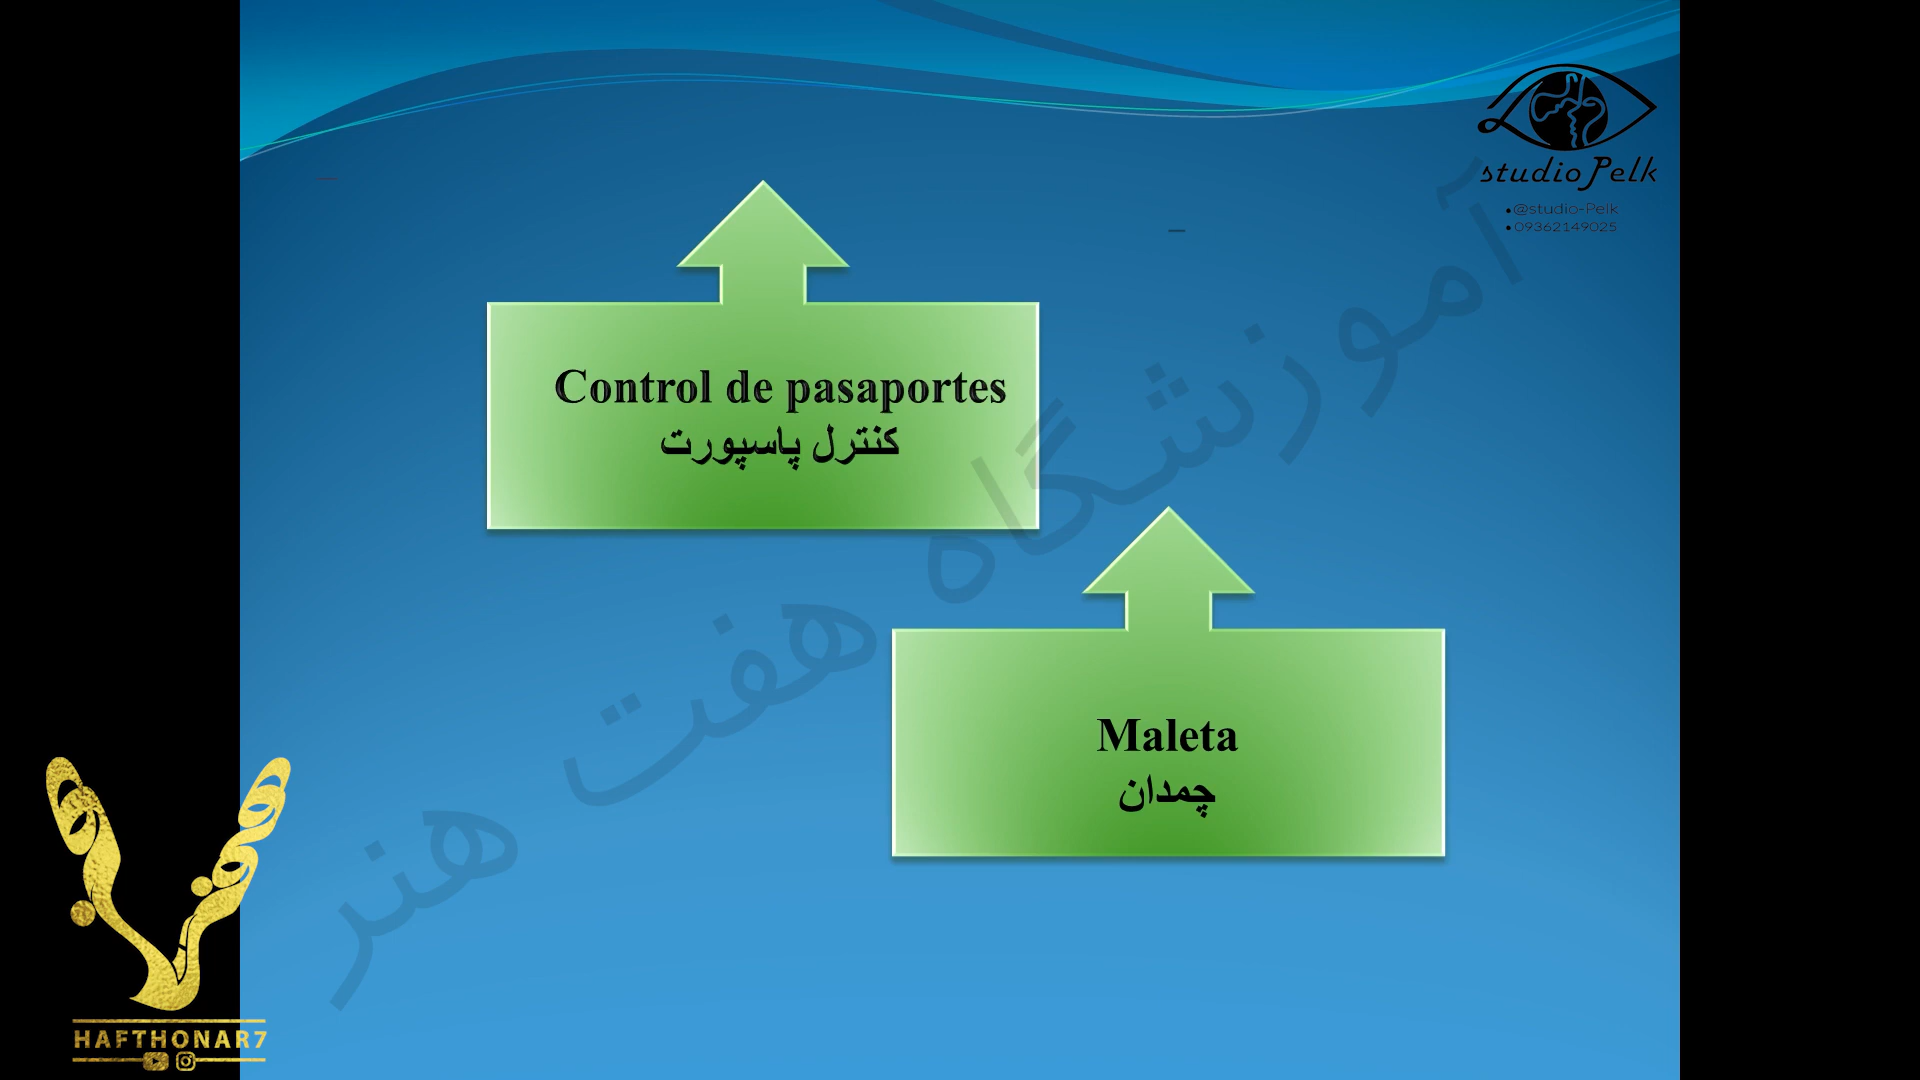 studio Pelk
@studio-Pelk
09362149025
Control de pasaportes
کنترل پاسپورت
Maleta
چمدان
آموزشگاه هفت هنر
HAFTHONAR7